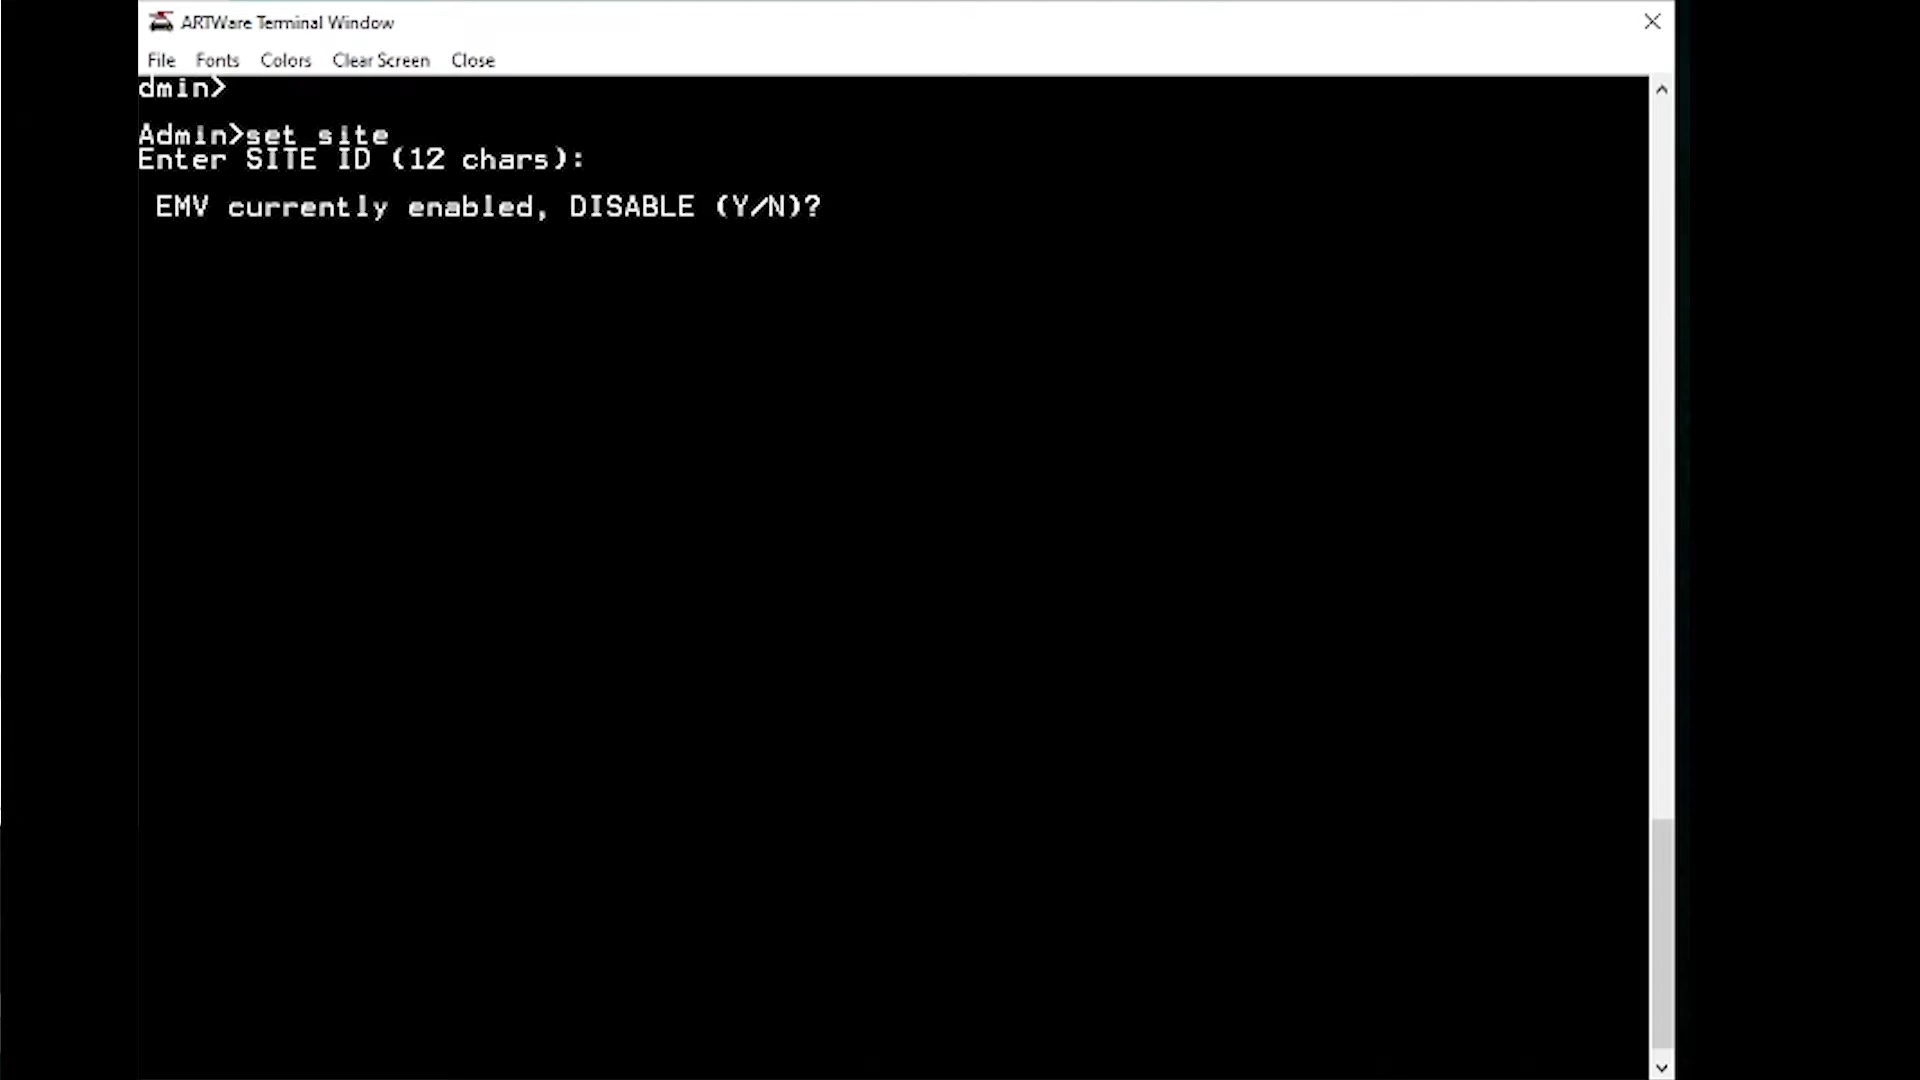 ARTWare Terminal Window
File Fonts Colors Clear Screen Close
dmin>
Admin>set site
Enter SITE ID (12 chars):
EMV currently enabled, DISABLE (Y/N)?